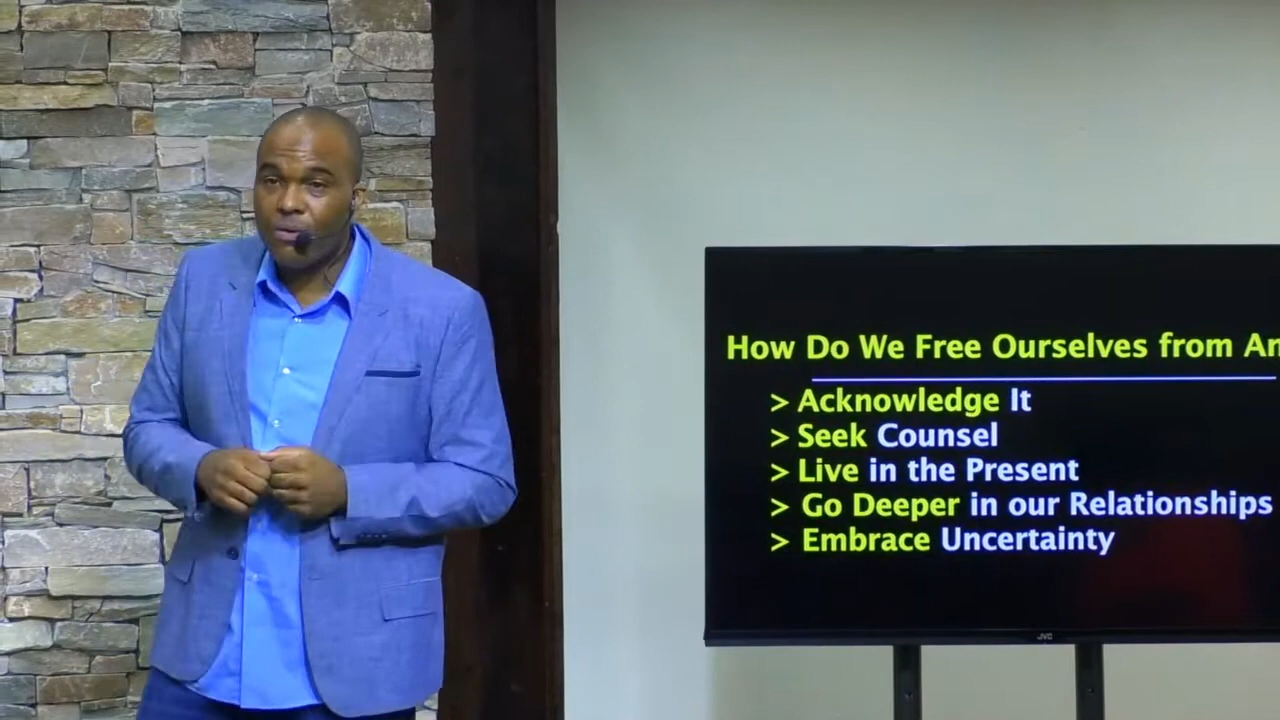 How Do We Free Ourselves from An
> Acknowledge It
> Seek Counsel
> Live in the Present
> Go Deeper in our Relationships
> Embrace Uncertainty
JVC